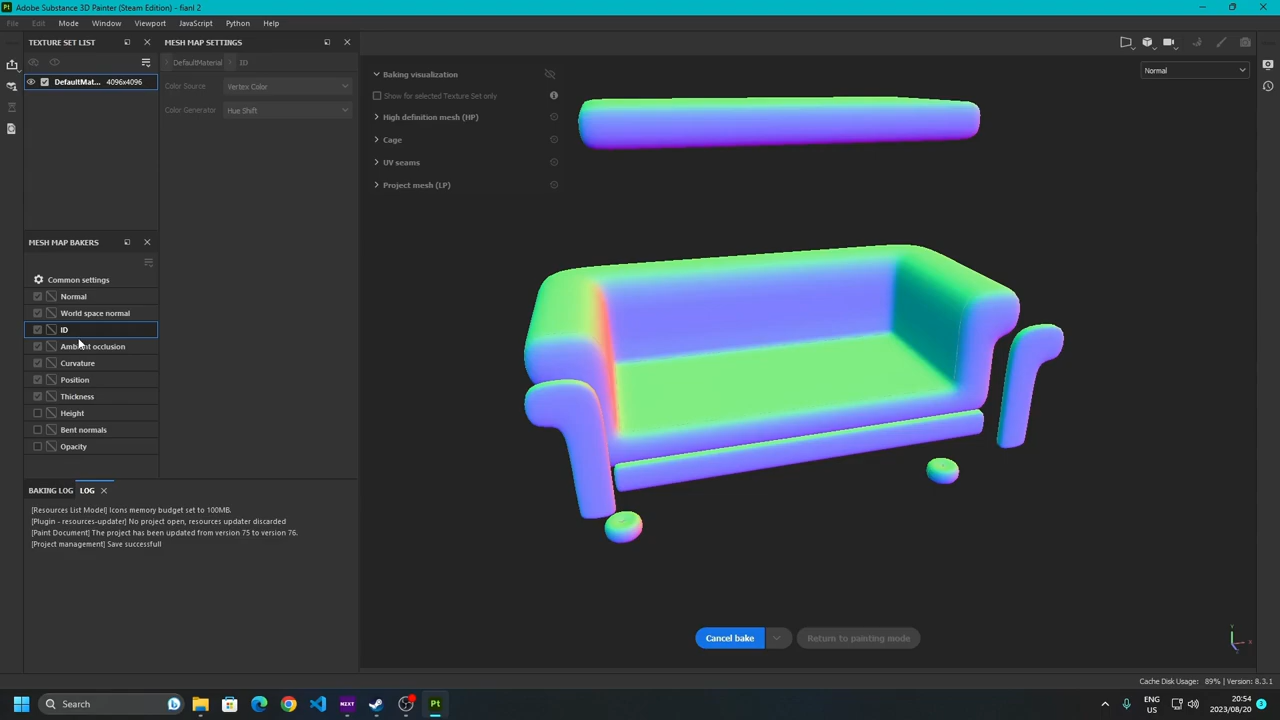 Adobe Substance 3D Painter (Steam Edition) - fianl 2
File Edit Mode Window Viewport JavaScript Python Help
TEXTURE SET LIST
DefaultMat... 4096x4096
MESH MAP SETTINGS
DefaultMaterial ID
Color Source Vertex Color
Color Generator Hue Shift
Baking visualization
Show for selected Texture Set only
High definition mesh (HP)
Cage
UV seams
Project mesh (LP)
Normal
MESH MAP BAKERS
Common settings
Normal
World space normal
ID
Ambient occlusion
Curvature
Position
Thickness
Height
Bent normals
Opacity
BAKING LOG LOG
[Resources List Model] Icons memory budget set to 100MB.
[Plugin - resources-updater] No project open, resources updater discarded
[Paint Document] The project has been updated from version 75 to version 76.
[Project management] Save successfull
Cancel bake
Return to painting mode
Cache Disk Usage: 89% | Version: 8.3.1
Search
NZXT
Pt
ENG
US
20:54
2023/08/20
3